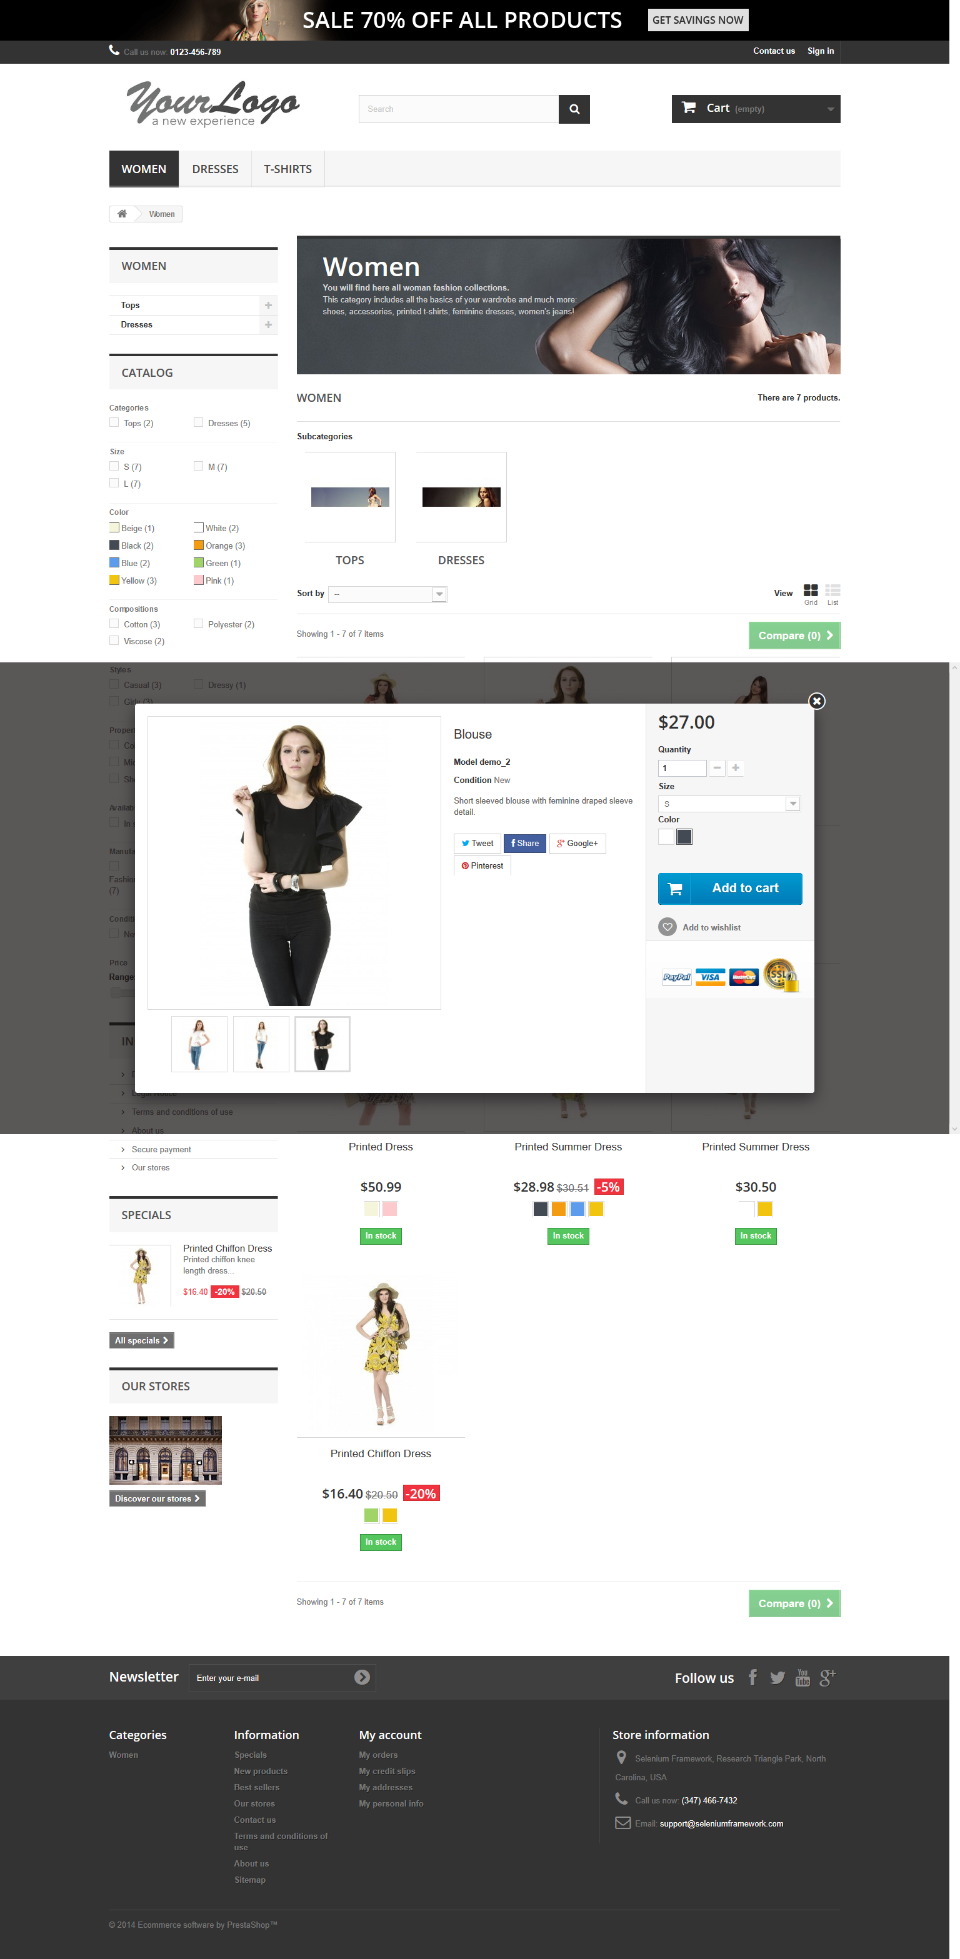 SALE 70% OFF ALL PRODUCTS GET SAVINGS NOW
Call us now: 0123-456-789 Contact us Sign in
YourLogo
a new experience
Search
Cart (empty)
WOMEN DRESSES T-SHIRTS
Women
WOMEN
Tops
Dresses
CATALOG
Categories
Tops (2) Dresses (5)
Size
S (7) M (7)
L (7)
Color
Beige (1) White (2)
Black (2) Orange (3)
Blue (2) Green (1)
Yellow (3) Pink (1)
Compositions
Cotton (3) Polyester (2)
Viscose (2)
Women
You will find here all woman fashion collections.
This category includes all the basics of your wardrobe and much more:
shoes, accessories, printed t-shirts, feminine dresses, women's jeans!
WOMEN There are 7 products.
Subcategories
TOPS DRESSES
Sort by -- View Grid List
Showing 1 - 7 of 7 items Compare (0)
Styles
Casual (3) Dressy (1)
Girly (3)
(7)
Price
Range
Blouse
Model demo_2
Condition New
Short sleeved blouse with feminine draped sleeve
detail.
Tweet Share Google+
Pinterest
$27.00
Quantity
1
Size
S
Color
Add to cart
Add to wishlist
PayPal VISA MasterCard SSL
Legal Notice
Terms and conditions of use
About us
Secure payment
Our stores
Printed Dress Printed Summer Dress Printed Summer Dress
$50.99 $28.98 $30.51 -5% $30.50
In stock In stock In stock
SPECIALS
Printed Chiffon Dress
Printed chiffon knee
length dress...
$16.40 -20% $20.50
All specials
OUR STORES
Discover our stores
Printed Chiffon Dress
$16.40 $20.50 -20%
In stock
Showing 1 - 7 of 7 items Compare (0)
Newsletter Enter your e-mail Follow us
Categories
Women
Information
Specials
New products
Best sellers
Our stores
Contact us
Terms and conditions of
use
About us
Sitemap
My account
My orders
My credit slips
My addresses
My personal info
Store information
Selenium Framework, Research Triangle Park, North
Carolina, USA
Call us now: (347) 466-7432
Email: support@seleniumframework.com
© 2014 Ecommerce software by PrestaShop™